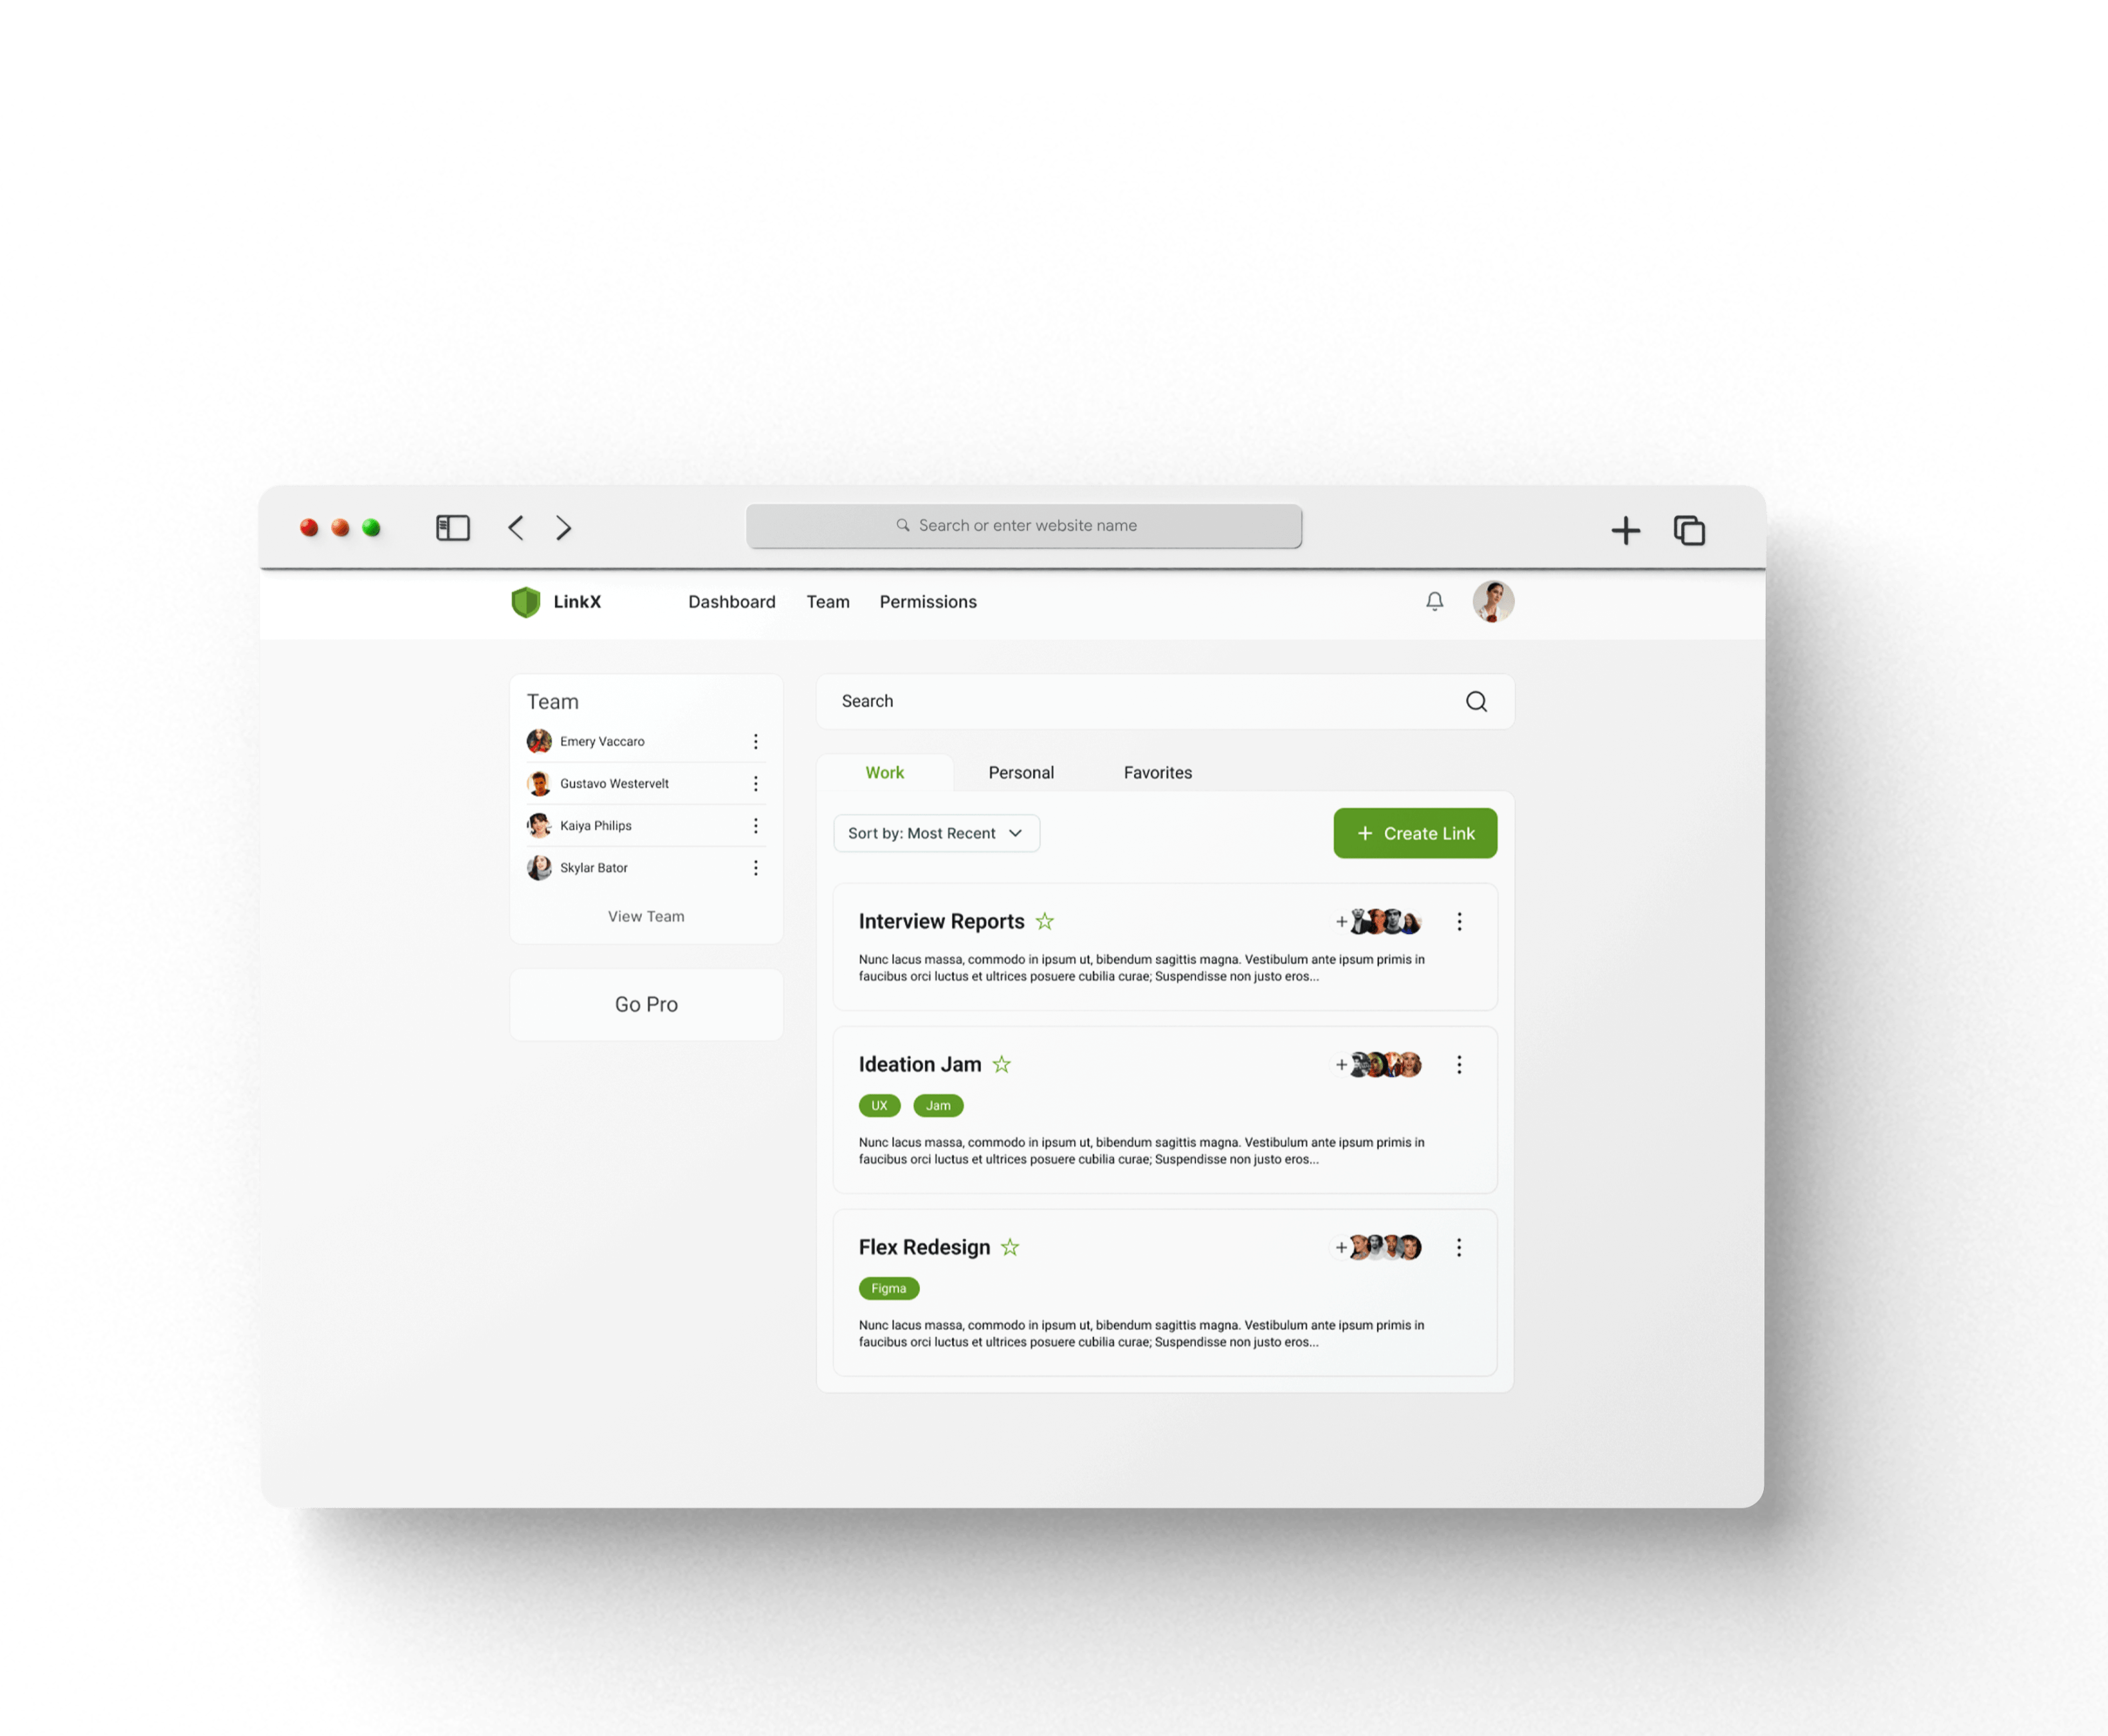 Search or enter website name
LinkX
Dashboard
Team
Permissions
Team
Emery Vaccaro
Gustavo Westervelt
Kaiya Philips
Skylar Bator
View Team
Go Pro
Search
Work
Personal
Favorites
Sort by: Most Recent
+ Create Link
Interview Reports
Nunc lacus massa, commodo in ipsum ut, bibendum sagittis magna. Vestibulum ante ipsum primis in
faucibus orci luctus et ultrices posuere cubilia curae; Suspendisse non justo eros...
Ideation Jam
UX
Jam
Nunc lacus massa, commodo in ipsum ut, bibendum sagittis magna. Vestibulum ante ipsum primis in
faucibus orci luctus et ultrices posuere cubilia curae; Suspendisse non justo eros...
Flex Redesign
Figma
Nunc lacus massa, commodo in ipsum ut, bibendum sagittis magna. Vestibulum ante ipsum primis in
faucibus orci luctus et ultrices posuere cubilia curae; Suspendisse non justo eros...